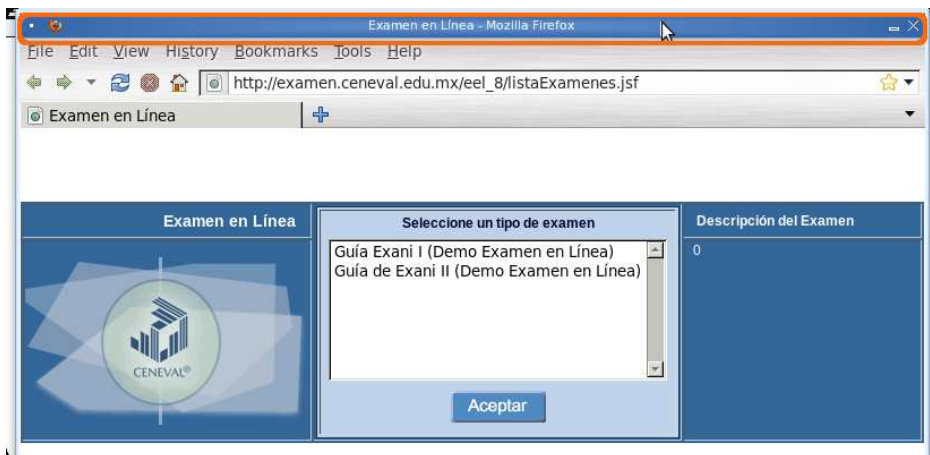 Examen en Línea - Mozilla Firefox
File Edit View History Bookmarks Tools Help
http://examen.ceneval.edu.mx/eel_8/listaExamenes.jsf
Examen en Línea
Examen en Línea
Seleccione un tipo de examen
Descripción del Examen
Guía Exani I (Demo Examen en Línea)
0
Guía de Exani II (Demo Examen en Línea)
CENEVAL®
Aceptar